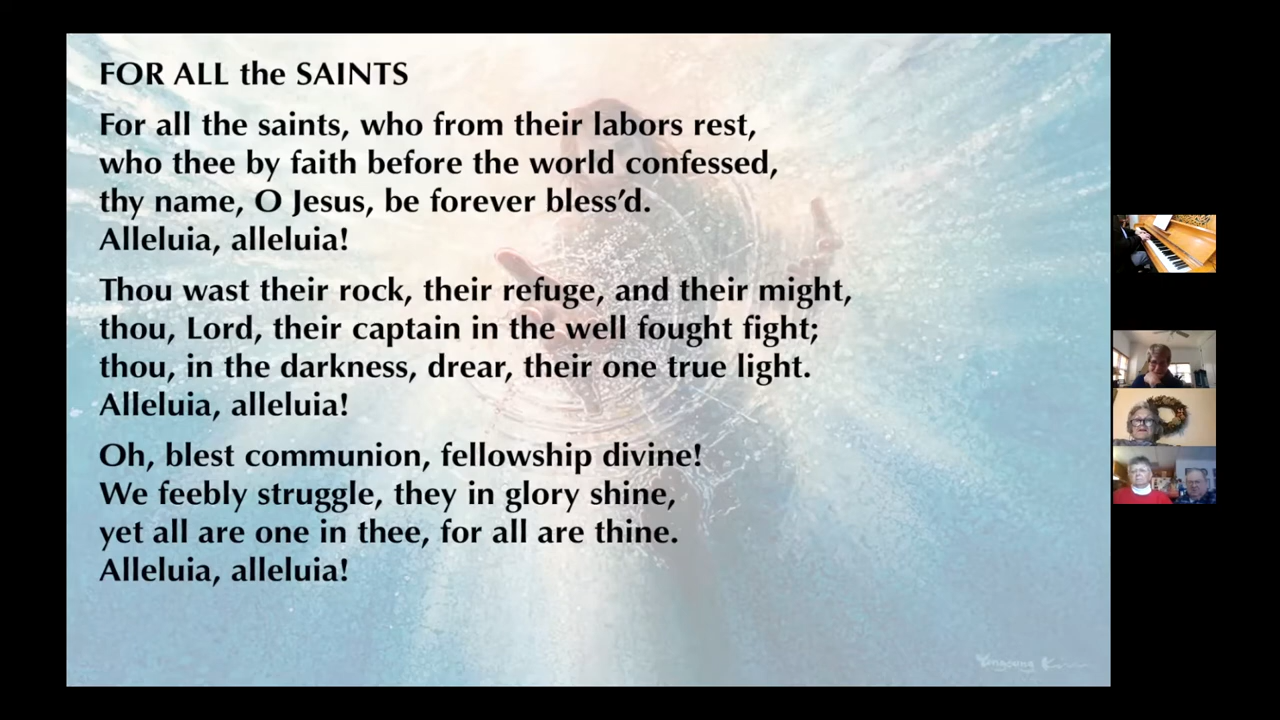 FOR ALL the SAINTS
For all the saints, who from their labors rest,
who thee by faith before the world confessed,
thy name, O Jesus, be forever bless’d.
Alleluia, alleluia!
Thou wast their rock, their refuge, and their might,
thou, Lord, their captain in the well fought fight;
thou, in the darkness, drear, their one true light.
Alleluia, alleluia!
Oh, blest communion, fellowship divine!
We feebly struggle, they in glory shine,
yet all are one in thee, for all are thine.
Alleluia, alleluia!